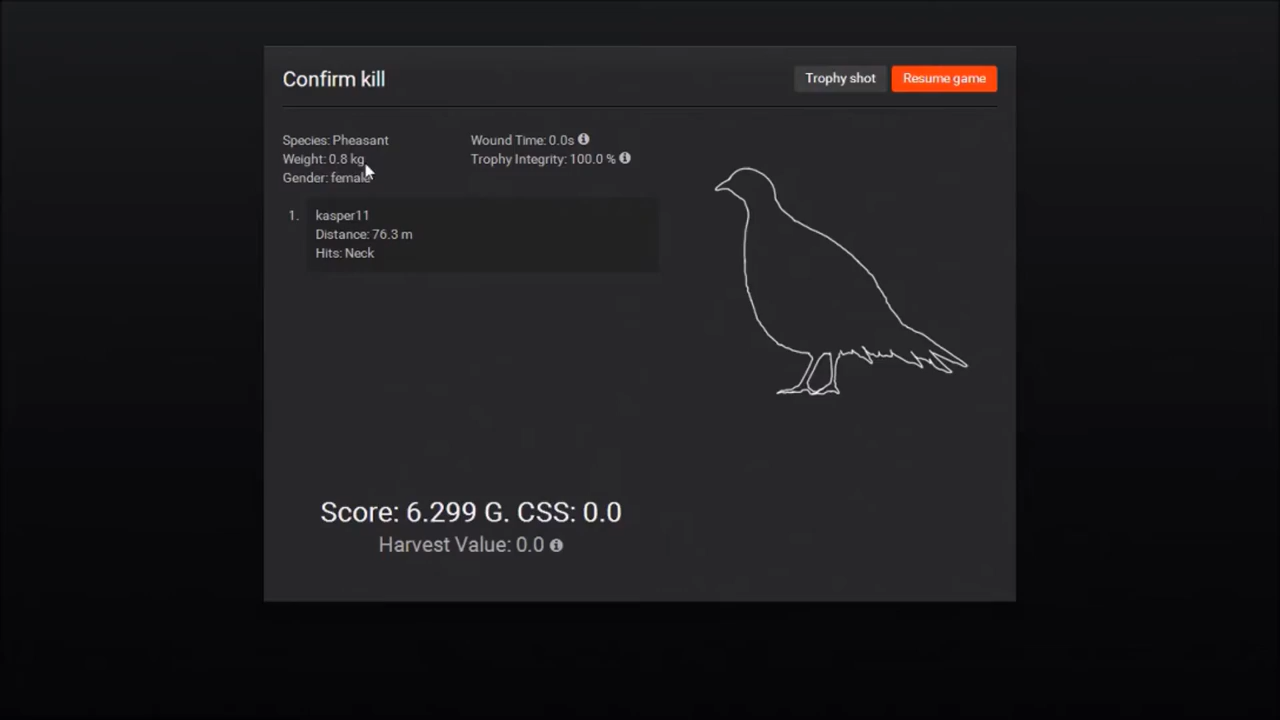 Confirm kill
Trophy shot
Resume game
Species: Pheasant
Weight: 0.8 kg
Gender: female
Wound Time: 0.0s
Trophy Integrity: 100.0 %
1.
kasper11
Distance: 76.3 m
Hits: Neck
Score: 6.299 G. CSS: 0.0
Harvest Value: 0.0